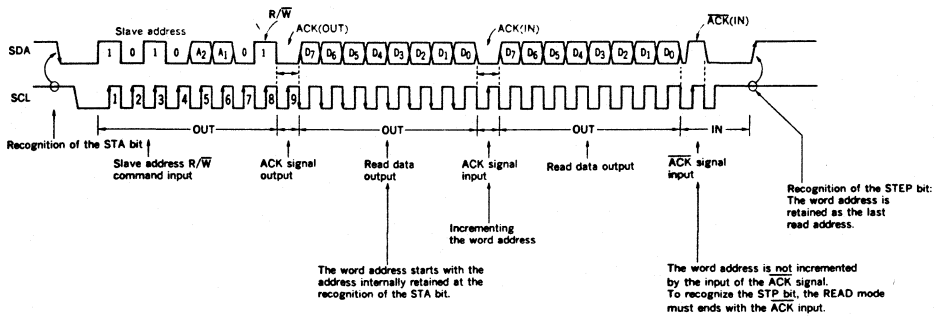 R/W
Slave address
ACK(OUT)
ACK(IN)
ACK(IN)
SDA
1 0 1 0 A2 A1 0 1
D7 D6 D5 D4 D3 D2 D1 D0
D7 D6 D5 D4 D3 D2 D1 D0
SCL
1 2 3 4 5 6 7 8 9
OUT
OUT
OUT
IN
Recognition of the STA bit
Slave address R/W
command input
ACK signal
output
Read data
output
ACK signal
input
Read data output
ACK signal
input
Recognition of the STEP bit:
The word address is
retained as the last
read address.
Incrementing
the word address
The word address starts with the
address internally retained at the
recognition of the STA bit.
The word address is not incremented
by the input of the ACK signal.
To recognize the STP bit, the READ mode
must ends with the ACK input.